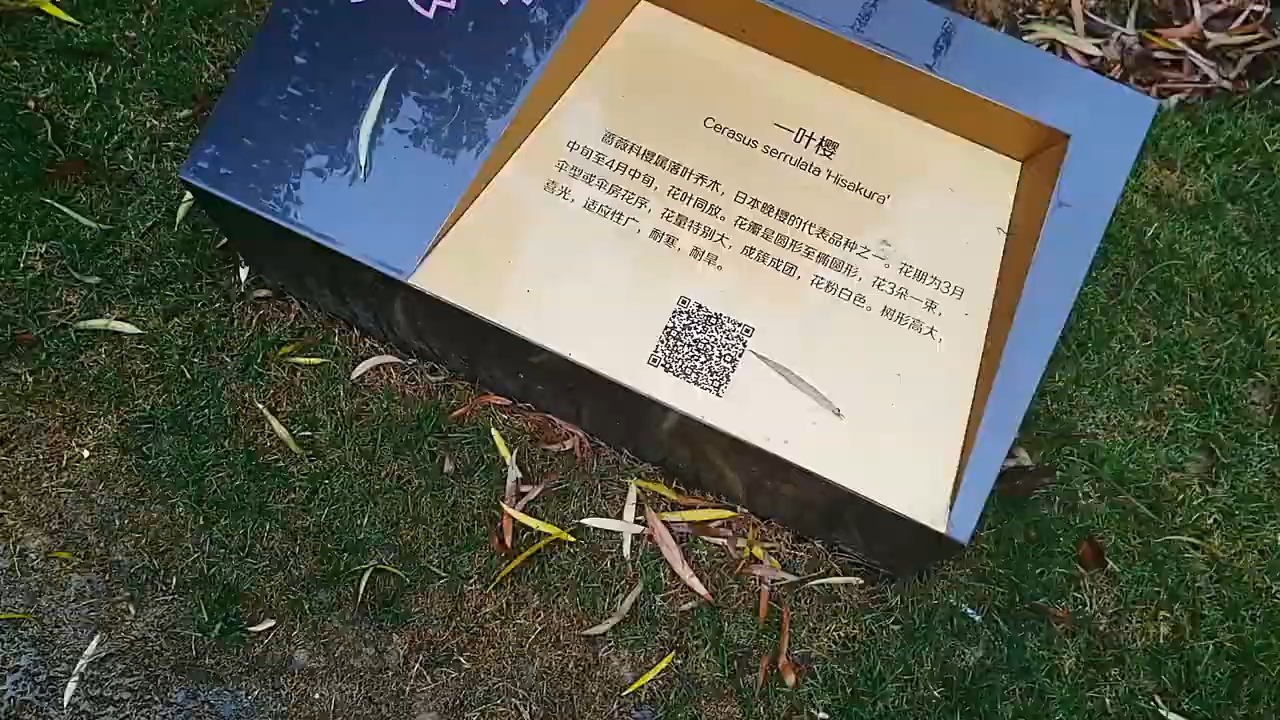 一叶樱
Cerasus serrulata 'Hisakura'
蔷薇科樱属落叶乔木，日本晚樱的代表品种之一。花期为3月
中旬至4月中旬，花叶同放。花瓣是圆形至椭圆形，花3朵一束，
伞型或伞房花序，花量特别大，成簇成团，花粉白色。树形高大，
喜光，适应性广，耐寒，耐旱。